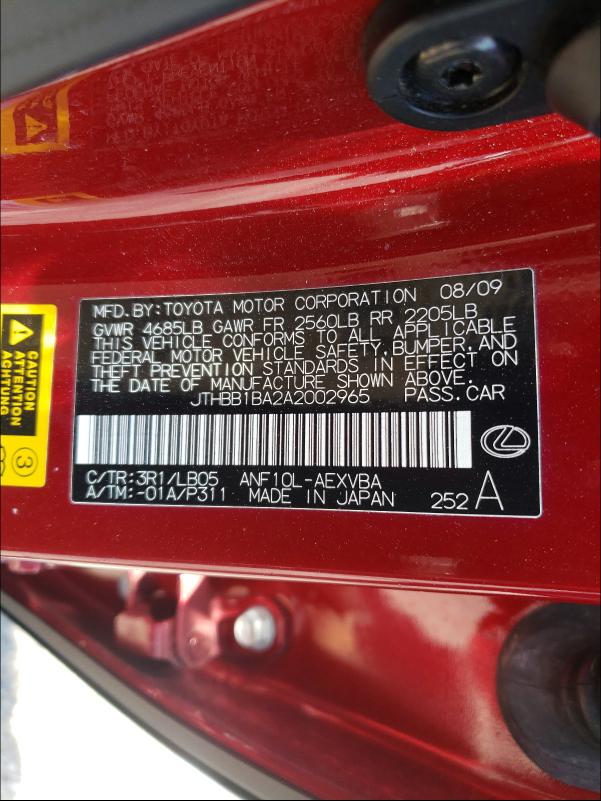 MFD. BY: TOYOTA MOTOR CORPORATION 08/09
GVWR 4685LB GAWR FR 2560LB RR 2205LB
THIS VEHICLE CONFORMS TO ALL APPLICABLE
FEDERAL MOTOR VEHICLE SAFETY, BUMPER, AND
THEFT PREVENTION STANDARDS IN EFFECT ON
THE DATE OF MANUFACTURE SHOWN ABOVE.
JTHBB1BA2A2002965 PASS. CAR
C/TR: 3R1/LB05 ANF10L-AEXVBA
A/TM: -01A/P311 MADE IN JAPAN 252 A
CAUTION
ATTENTION
ACHTUNG
3